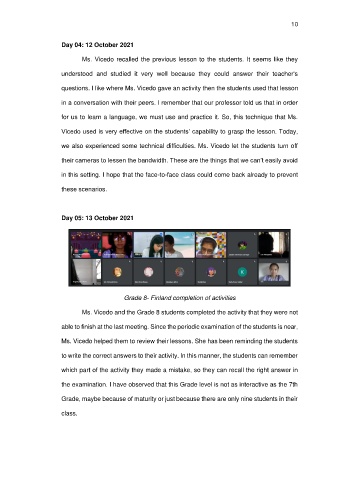 10
Day 04: 12 October 2021
Ms. Vicedo recalled the previous lesson to the students. It seems like they
understood and studied it very well because they could answer their teacher's
questions. I like where Ms. Vicedo gave an activity then the students used that lesson
in a conversation with their peers. I remember that our professor told us that in order
for us to learn a language, we must use and practice it. So, this technique that Ms.
Vicedo used is very effective on the students' capability to grasp the lesson. Today,
we also experienced some technical difficulties. Ms. Vicedo let the students turn off
their cameras to lessen the bandwidth. These are the things that we can't easily avoid
in this setting, I hope that the face-to-face class could come back already to prevent
these scenarios.
Day 05: 13 October 2021
Grade 8- Finland completion of activities
Ms. Vicedo and the Grade 8 students completed the activity that they were not
able to finish at the last meeting. Since the periodic examination of the students is near,
Ms. Vicedo helped them to review their lessons. She has been reminding the students
to write the correct answers to their activity. In this manner, the students can remember
which part of the activity they made a mistake, so they can recall the right answer in
the examination. I have observed that this Grade level is not as interactive as the 7th
Grade, maybe because of maturity or just because there are only nine students in their
class.